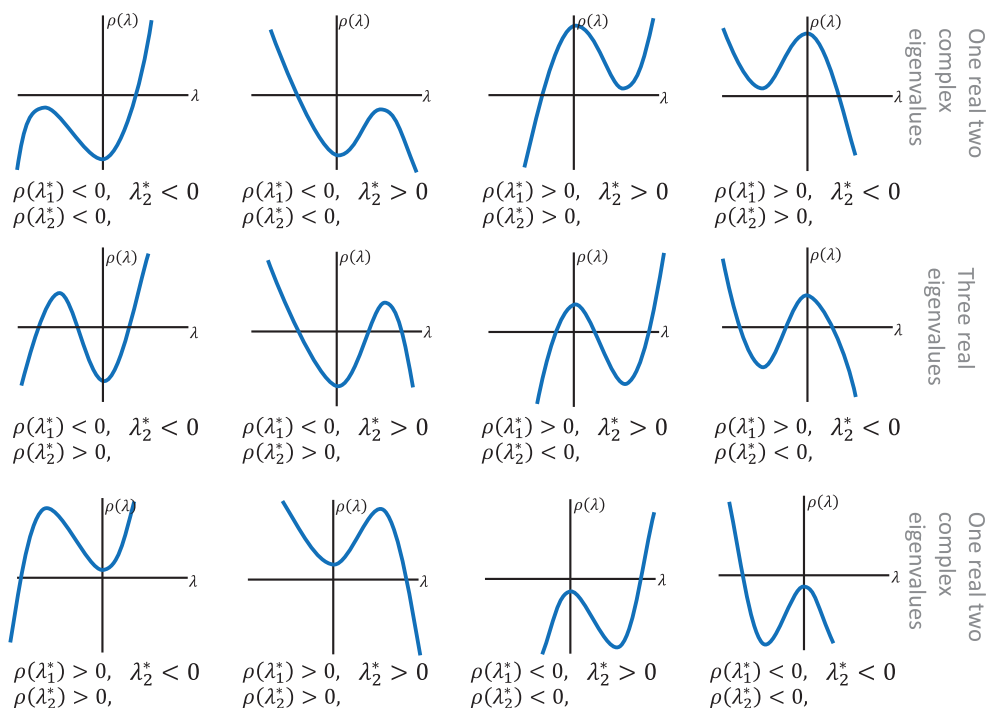 ρ(λ)
λ
ρ(λ)
λ
ρ(λ)
λ
ρ(λ)
λ
ρ(λ₁*) < 0, λ₂* < 0
ρ(λ₂*) < 0,
ρ(λ₁*) < 0, λ₂* > 0
ρ(λ₂*) < 0,
ρ(λ₁*) > 0, λ₂* > 0
ρ(λ₂*) > 0,
ρ(λ₁*) > 0, λ₂* < 0
ρ(λ₂*) > 0,
One real two
complex
eigenvalues
ρ(λ)
λ
ρ(λ)
λ
ρ(λ)
λ
ρ(λ)
λ
ρ(λ₁*) < 0, λ₂* < 0
ρ(λ₂*) > 0,
ρ(λ₁*) < 0, λ₂* > 0
ρ(λ₂*) > 0,
ρ(λ₁*) > 0, λ₂* > 0
ρ(λ₂*) < 0,
ρ(λ₁*) > 0, λ₂* < 0
ρ(λ₂*) < 0,
Three real
eigenvalues
ρ(λ)
λ
ρ(λ)
λ
ρ(λ)
λ
ρ(λ)
λ
ρ(λ₁*) > 0, λ₂* < 0
ρ(λ₂*) > 0,
ρ(λ₁*) > 0, λ₂* > 0
ρ(λ₂*) > 0,
ρ(λ₁*) < 0, λ₂* > 0
ρ(λ₂*) < 0,
ρ(λ₁*) < 0, λ₂* < 0
ρ(λ₂*) < 0,
One real two
complex
eigenvalues